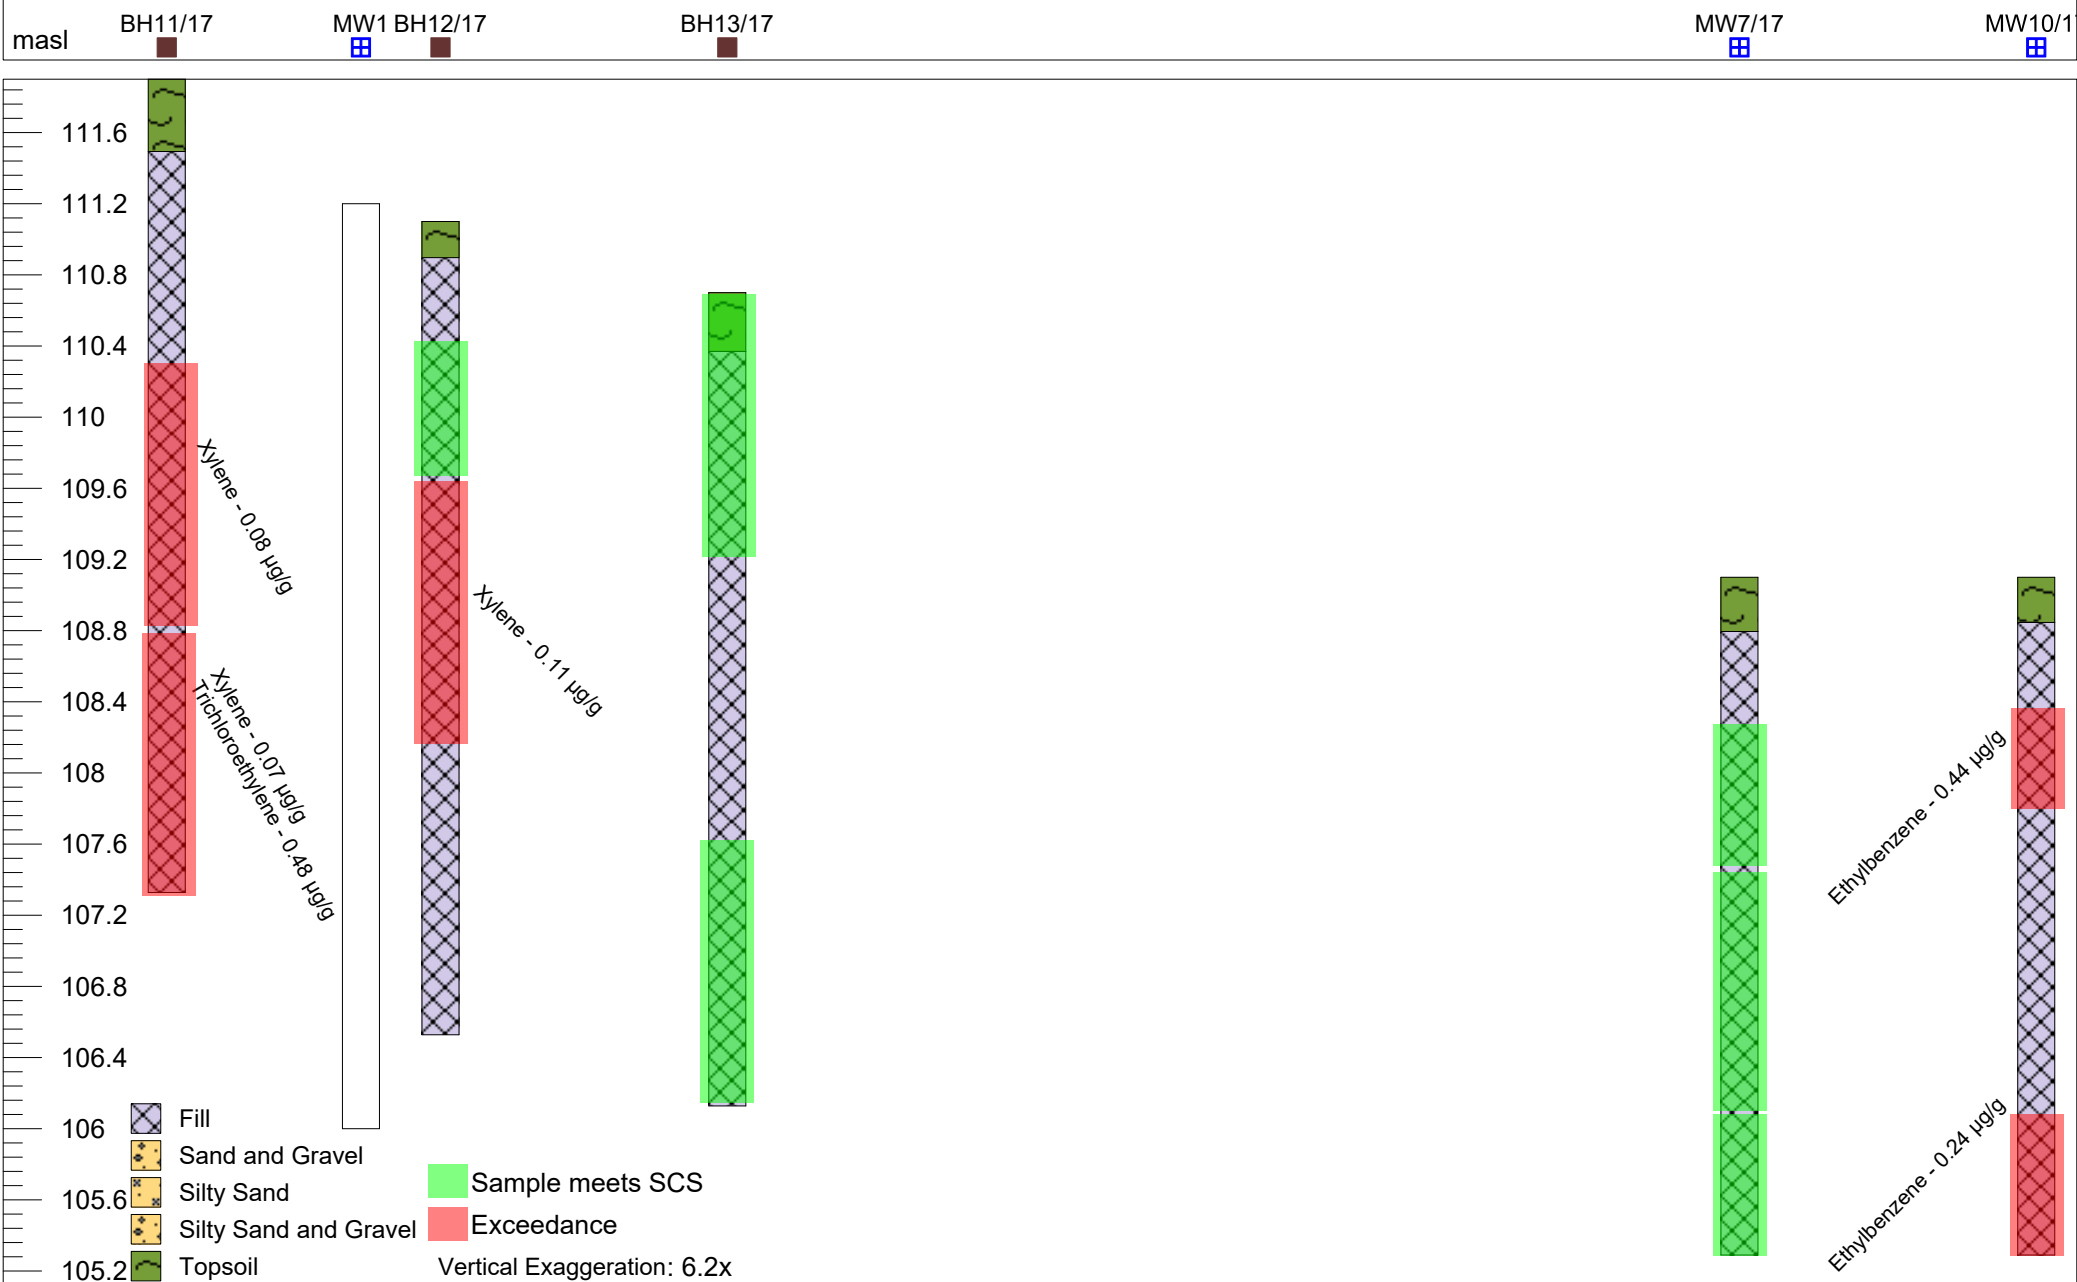 masl
BH11/17
MW1
BH12/17
BH13/17
MW7/17
MW10/1
111.6
111.2
110.8
110.4
110
109.6
109.2
108.8
108.4
108
107.6
107.2
106.8
106.4
106
105.6
105.2
Xylene - 0.08 µg/g
Xylene - 0.07 µg/g
Trichloroethylene - 0.48 µg/g
Xylene - 0.11 µg/g
Ethylbenzene - 0.44 µg/g
Ethylbenzene - 0.24 µg/g
Fill
Sand and Gravel
Silty Sand
Silty Sand and Gravel
Topsoil
Sample meets SCS
Exceedance
Vertical Exaggeration: 6.2x